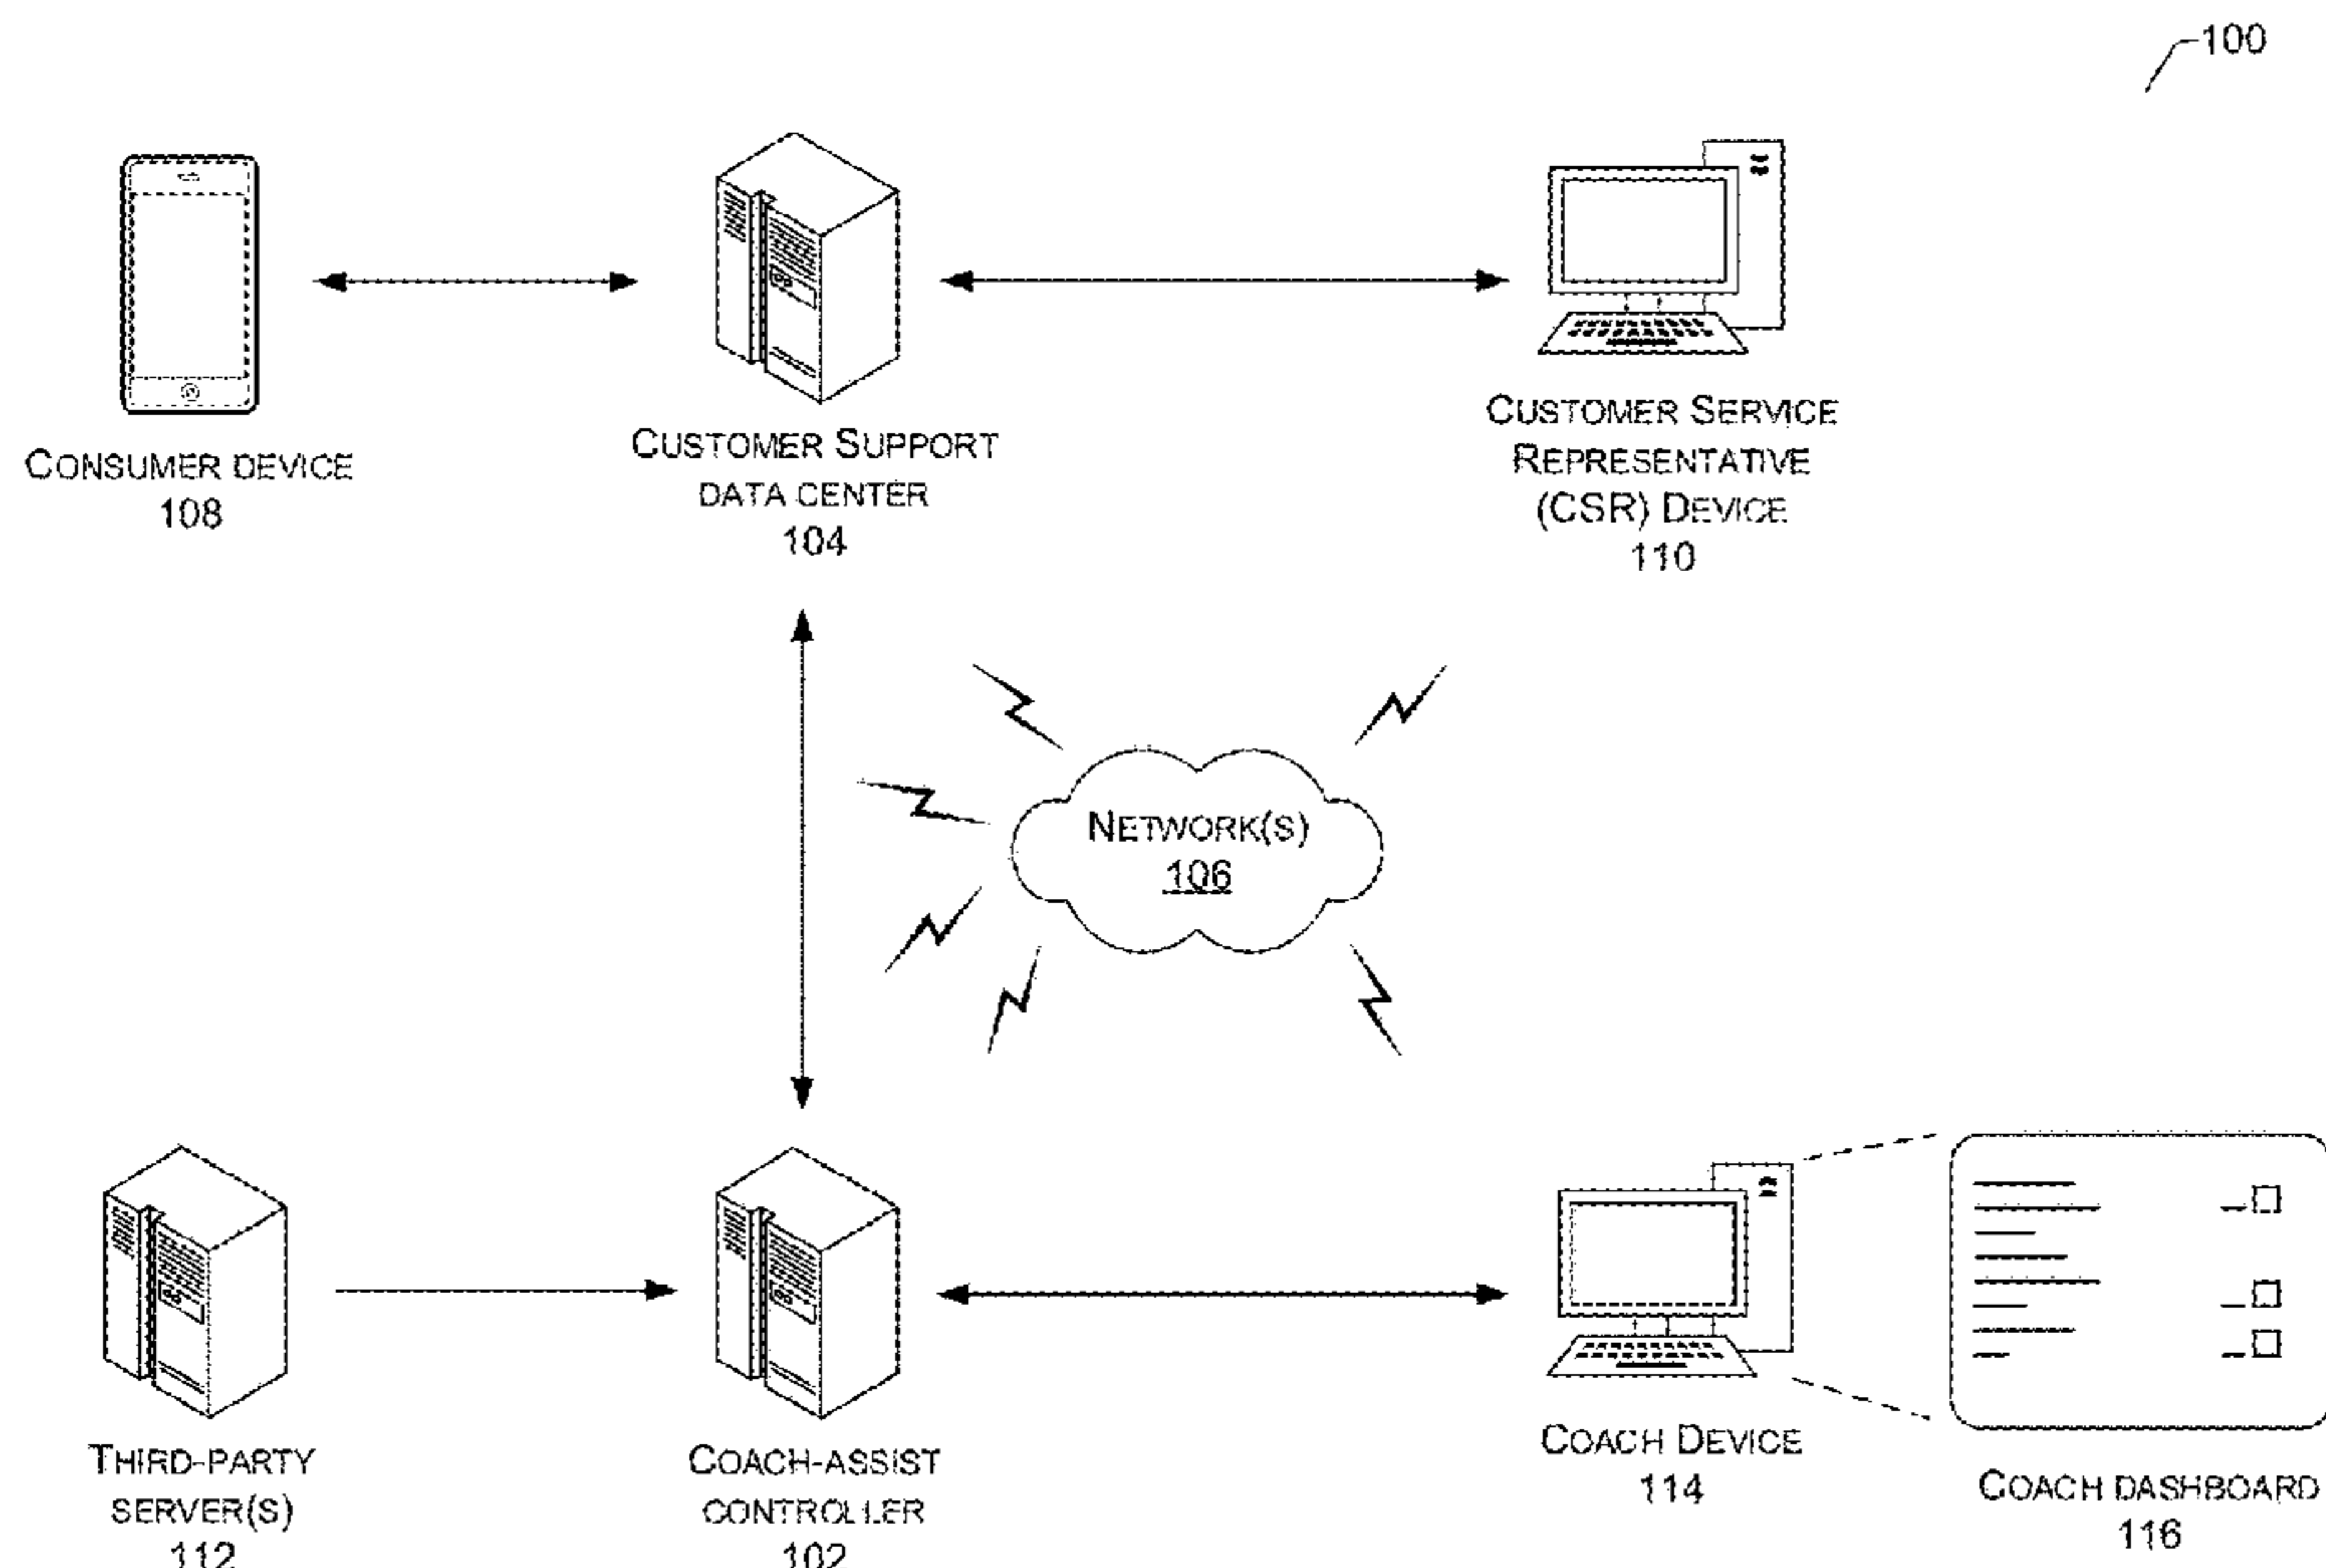 100
CONSUMER DEVICE
108
CUSTOMER SUPPORT
DATA CENTER
104
CUSTOMER SERVICE
REPRESENTATIVE
(CSR) DEVICE
110
NETWORK(S)
106
THIRD-PARTY
SERVER(S)
112
COACH-ASSIST
CONTROLLER
102
COACH DEVICE
114
COACH DASHBOARD
116